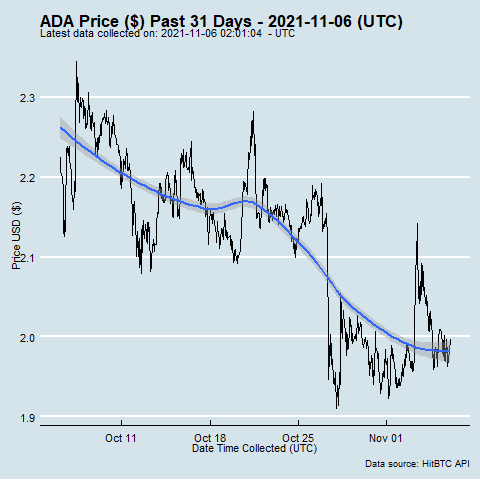 ADA Price ($) Past 31 Days - 2021-11-06 (UTC)
Latest data collected on: 2021-11-06 02:01:04 - UTC
2.3
2.2
2.1
2.0
1.9
Price USD ($)
Oct 11 Oct 18 Oct 25 Nov 01
Date Time Collected (UTC)
Data source: HitBTC API